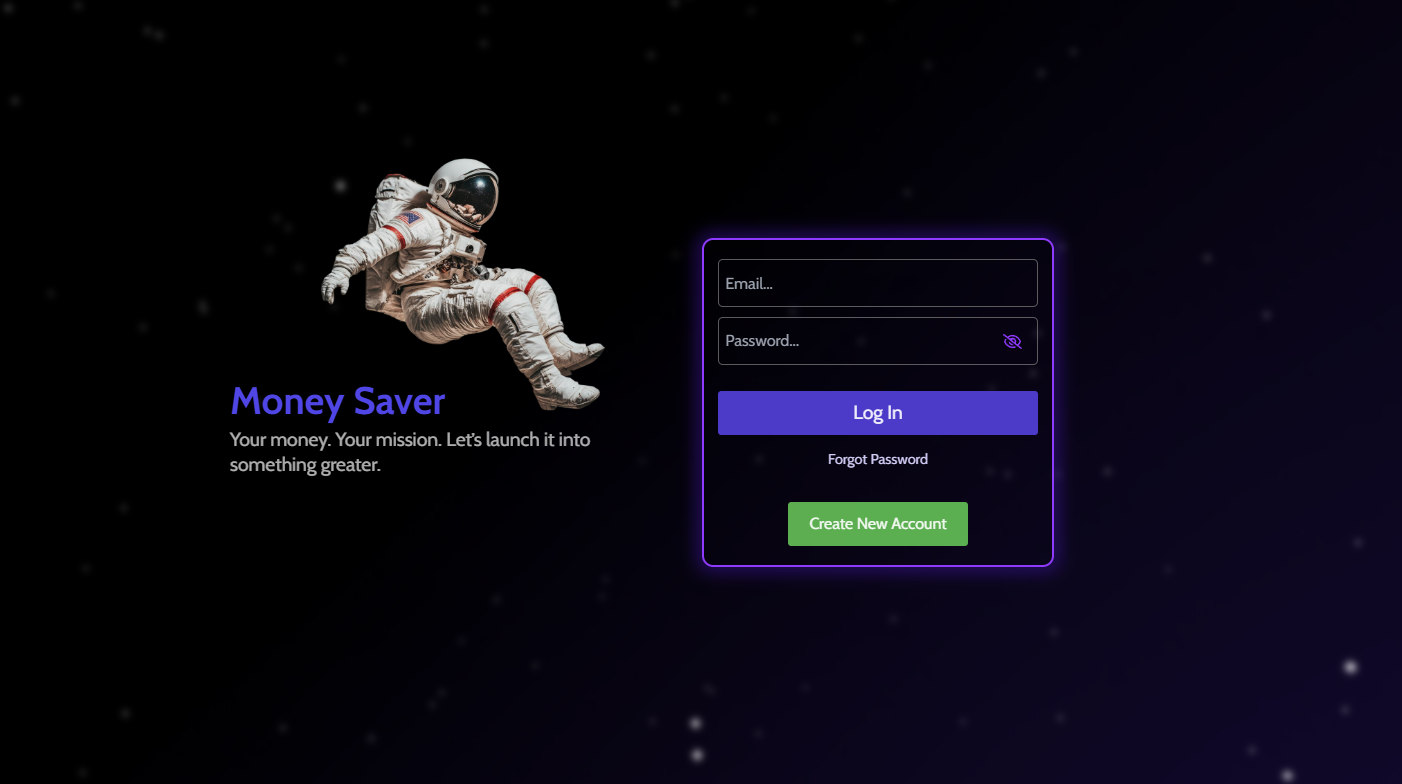 Money Saver
Your money. Your mission. Let's launch it into
something greater.
Email...
Password...
Log In
Forgot Password
Create New Account